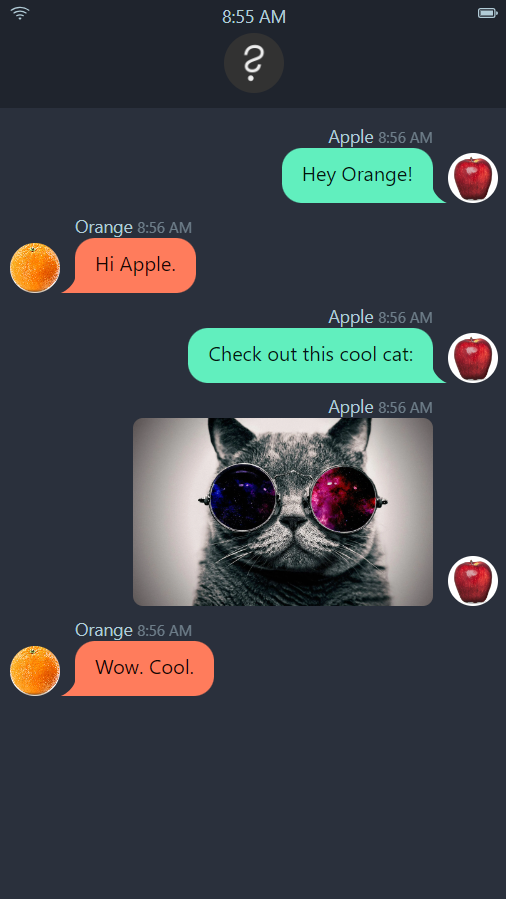 8:55 AM
?
Apple 8:56 AM
Hey Orange!
Orange 8:56 AM
Hi Apple.
Apple 8:56 AM
Check out this cool cat:
Apple 8:56 AM
Orange 8:56 AM
Wow. Cool.